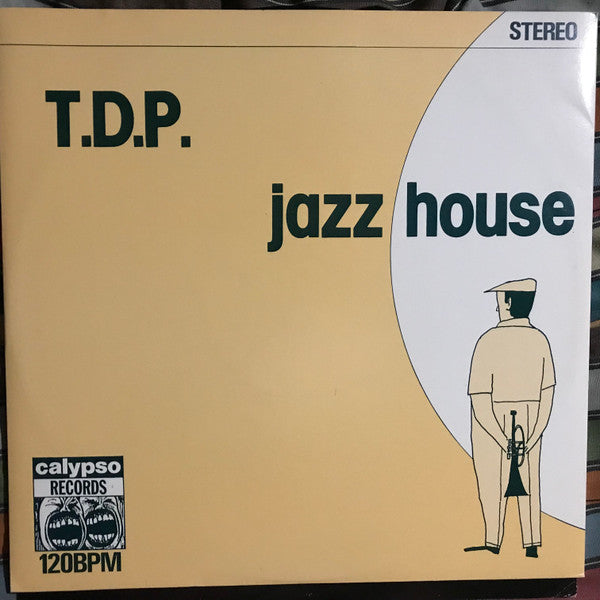 STEREO
T.D.P.
jazz house
calypso
RECORDS
120BPM